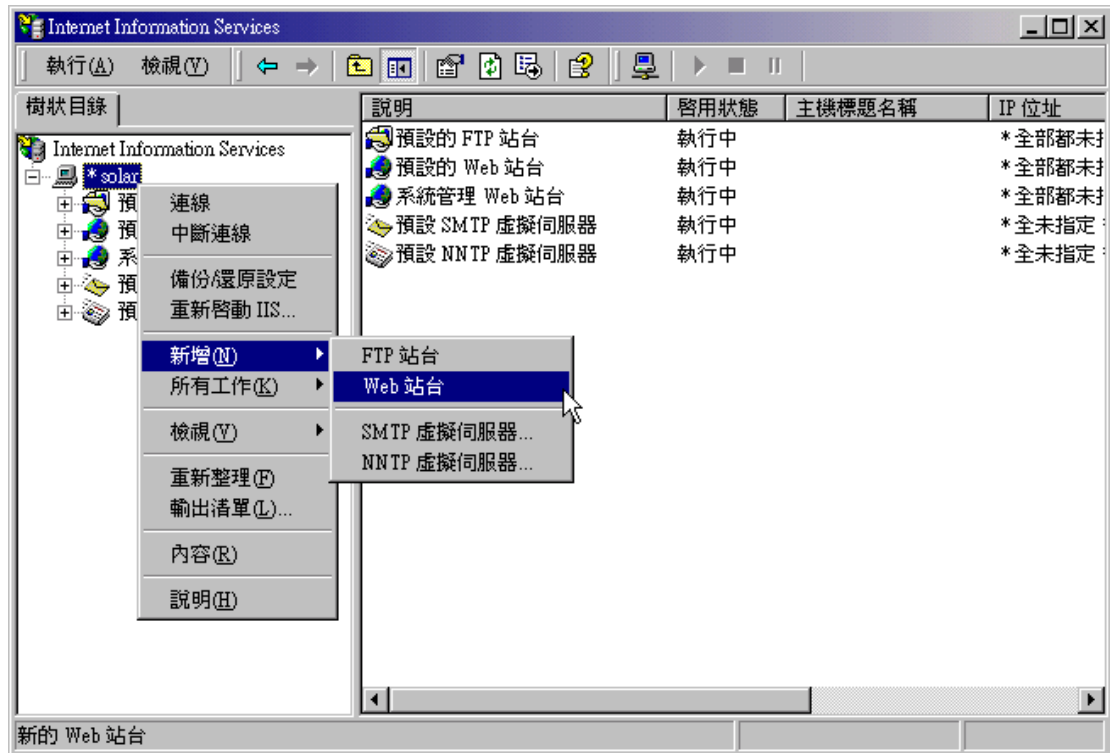 Internet Information Services
執行(A) 檢視(V)
樹狀目錄
說明 啓用狀態 主機標題名稱 IP 位址
Internet Information Services
* solar
預
預
系
預
預
預設的 FTP 站台 執行中 * 全部都未
預設的 Web 站台 執行中 * 全部都未
系統管理 Web 站台 執行中 * 全部都未
預設 SMTP 虛擬伺服器 執行中 * 全未指定
預設 NNTP 虛擬伺服器 執行中 * 全未指定
連線
中斷連線
備份/還原設定
重新啓動 IIS...
新增(N)
所有工作(K)
檢視(V)
重新整理(F)
輸出清單(L)...
內容(R)
說明(H)
FTP 站台
Web 站台
SMTP 虛擬伺服器...
NNTP 虛擬伺服器...
新的 Web 站台